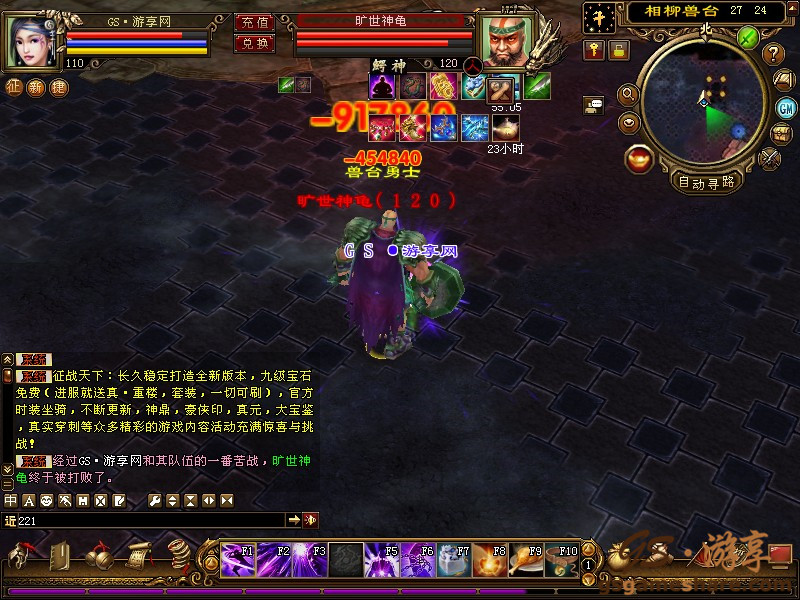 GS·游享网
110
充值
兑换
旷世神龟
鳄神
120
相柳兽台 27 24
北
GM
自动寻路
征 新 捷
55:05
23小时
-917860
-454840
兽台勇士
旷世神龟(120)
GS●游享网
系统
系统征战天下：长久稳定打造全新版本，九级宝石
免费（进服就送真·重楼，套装，一切可刷），官方
时装坐骑，不断更新，神鼎，豪侠印，真元，大宝鉴
，真实穿刺等众多精彩的游戏内容活动充满惊喜与挑
战！
系统经过GS·游享网和其队伍的一番苦战，旷世神
龟终于被打败了。
中 A
近 221
F1 F2 F3 F5 F6 F7 F8 F9 F10
1
GS·游享